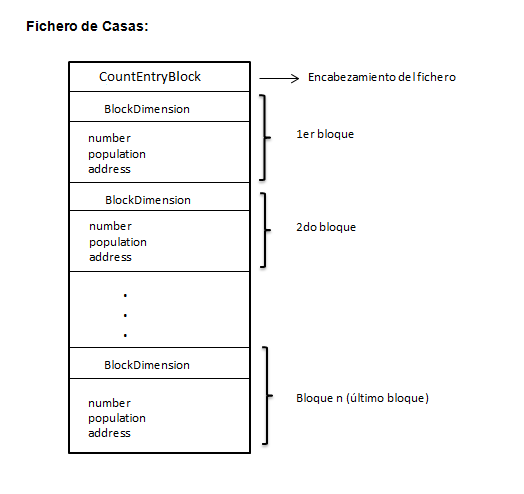 Fichero de Casas:
CountEntryBlock
Encabezamiento del fichero
BlockDimension
number
population
address
1er bloque
BlockDimension
number
population
address
2do bloque
.
.
.
BlockDimension
number
population
address
Bloque n (último bloque)